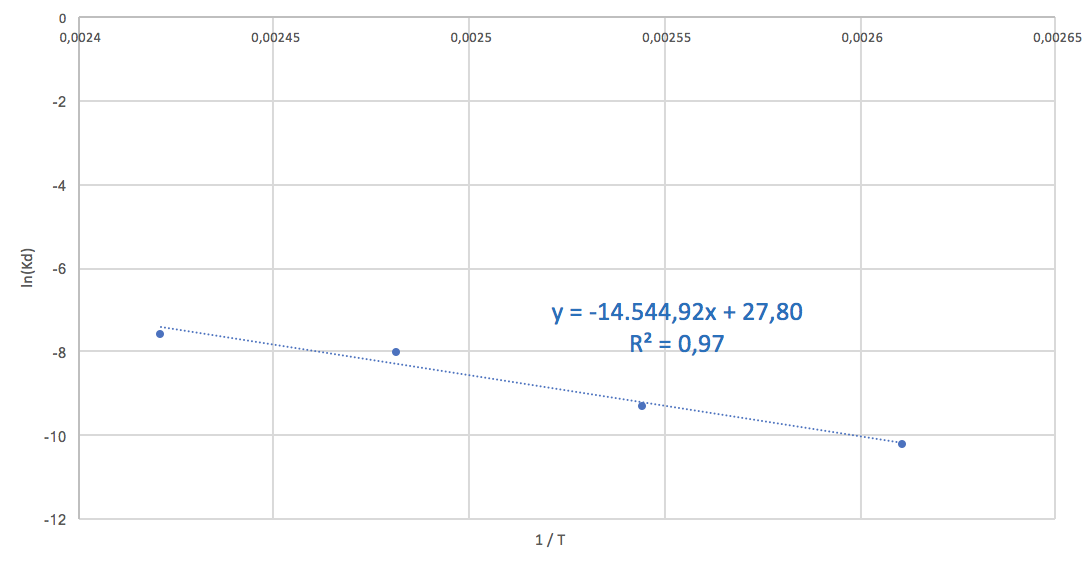 0
0,0024 0,00245 0,0025 0,00255 0,0026 0,00265
-2
-4
ln(Kd)
-6
y = -14.544,92x + 27,80
R² = 0,97
-8
-10
-12
1 / T